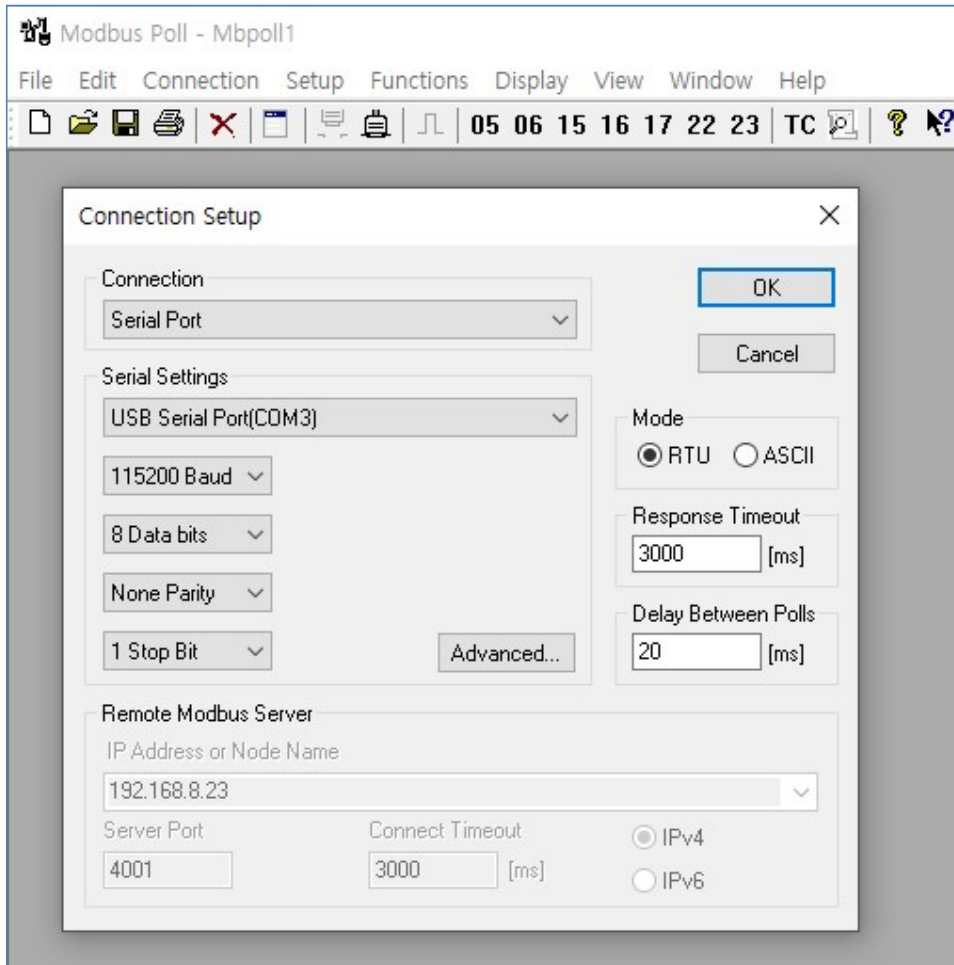 Modbus Poll - Mbpoll1
File Edit Connection Setup Functions Display View Window Help
05 06 15 16 17 22 23 TC
Connection Setup
Connection
Serial Port
OK
Cancel
Serial Settings
USB Serial Port(COM3)
Mode
RTU ASCII
115200 Baud
Response Timeout
8 Data bits
3000 [ms]
None Parity
Delay Between Polls
1 Stop Bit
Advanced...
20 [ms]
Remote Modbus Server
IP Address or Node Name
192.168.8.23
Server Port Connect Timeout
IPv4
4001 3000 [ms]
IPv6